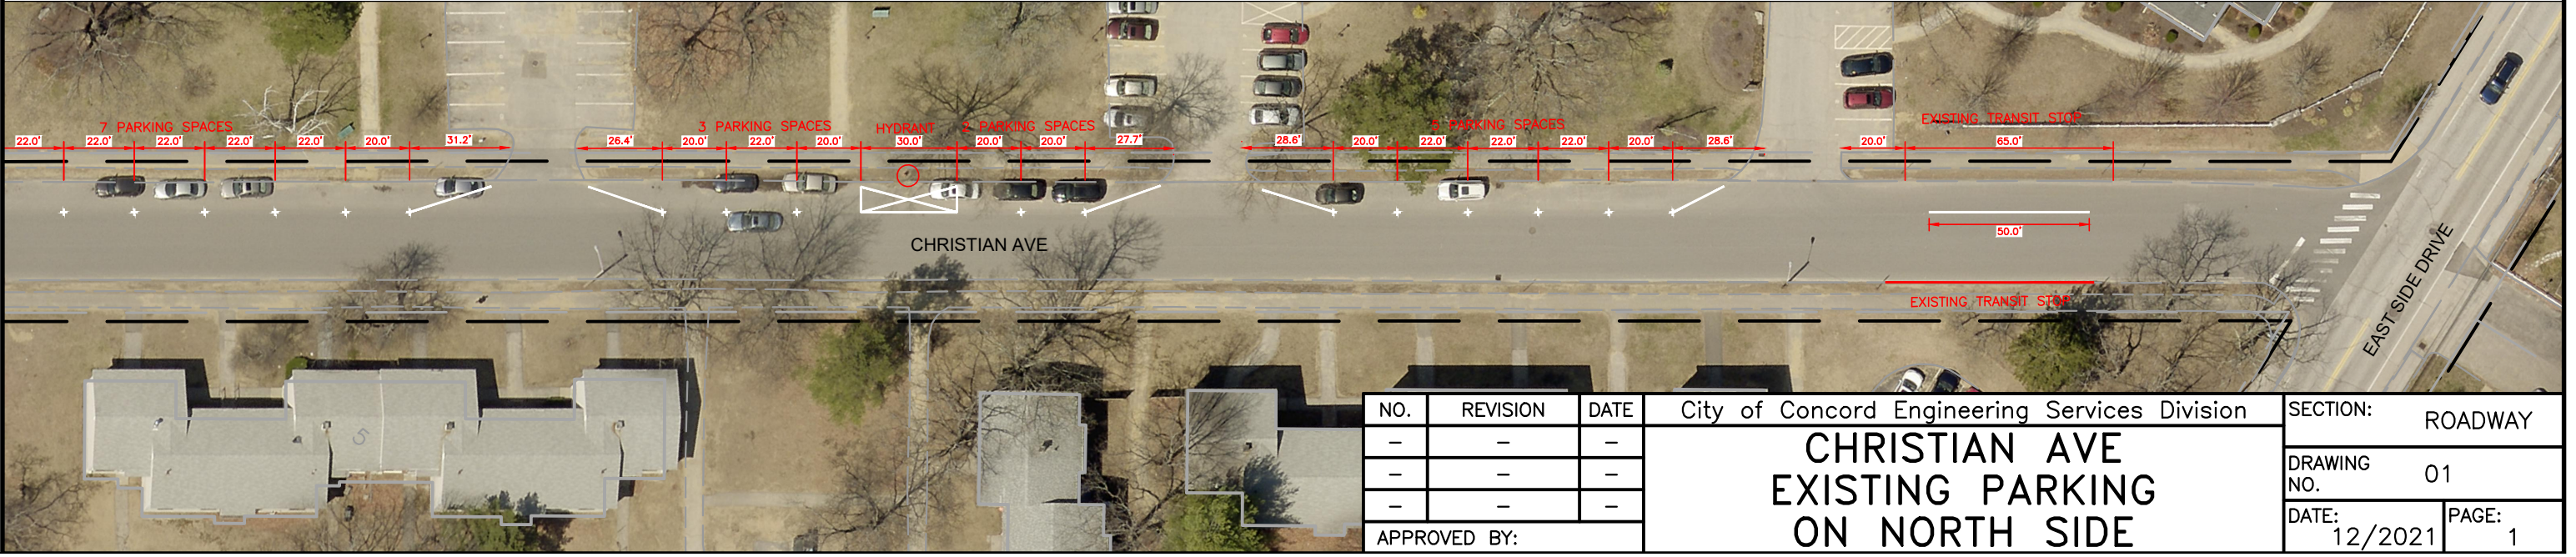 7 PARKING SPACES
3 PARKING SPACES
HYDRANT
2 PARKING SPACES
5 PARKING SPACES
EXISTING TRANSIT STOP
22.0' 22.0' 22.0' 22.0' 22.0' 20.0' 31.2' 26.4' 20.0' 22.0' 20.0' 30.0' 20.0' 20.0' 27.7' 28.6' 20.0' 22.0' 22.0' 22.0' 20.0' 28.6' 20.0' 65.0'
50.0'
CHRISTIAN AVE
EAST SIDE DRIVE
EXISTING TRANSIT STOP
5
NO. REVISION DATE
- - -
- - -
- - -
APPROVED BY:
City of Concord Engineering Services Division
CHRISTIAN AVE
EXISTING PARKING
ON NORTH SIDE
SECTION: ROADWAY
DRAWING
NO. 01
DATE: 12/2021
PAGE: 1